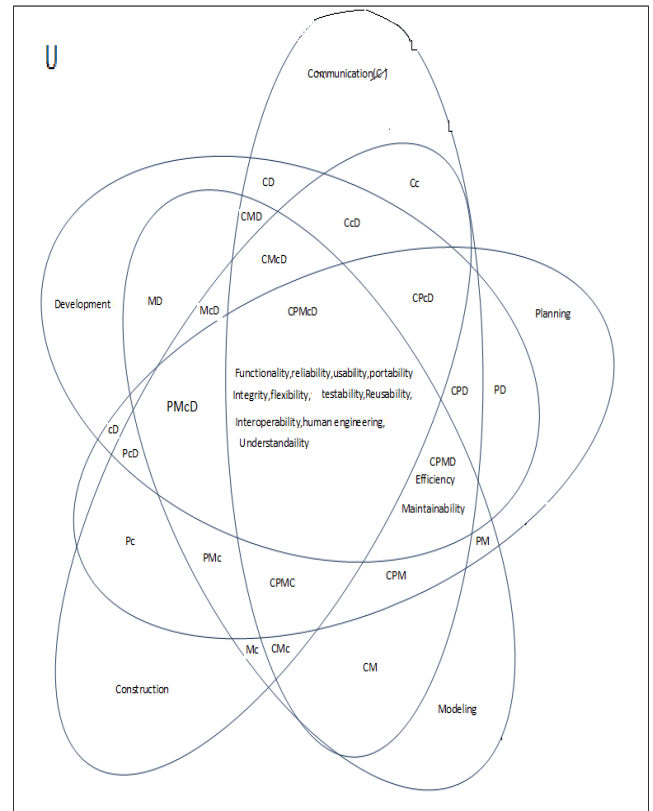 U
Communication(C)
CD
Cc
CMD
CcD
CMcD
Development
MD
McD
CPMcD
CPcD
Planning
Functionality,reliability,usability,portability
Integrity,flexibility, testability,Reusability,
CPD
PD
PMcD
Interoperability,human engineering,
cD
Understandaility
PcD
CPMD
Efficiency
Maintainability
Pc
PM
PMc
CPMC
CPM
Mc
CMc
CM
Construction
Modeling